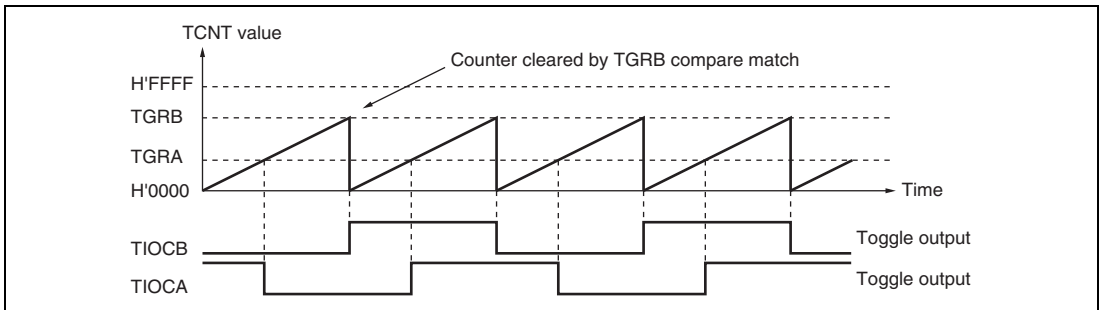 TCNT value
Counter cleared by TGRB compare match
H'FFFF
TGRB
TGRA
H'0000
Time
TIOCB
Toggle output
TIOCA
Toggle output